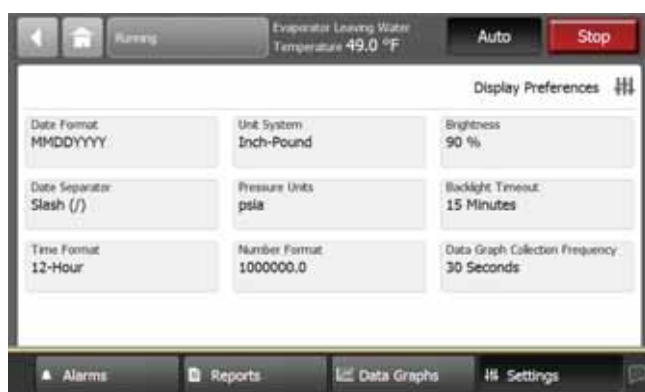 Running
Evaporator Leaving Water
Temperature 49.0 °F
Auto
Stop
Display Preferences
Date Format
MMDDYYYY
Unit System
Inch-Pound
Brightness
90 %
Date Separator
Slash (/)
Pressure Units
psia
Backlight Timeout
15 Minutes
Time Format
12-Hour
Number Format
1000000.0
Data Graph Collection Frequency
30 Seconds
Alarms
Reports
Data Graphs
Settings